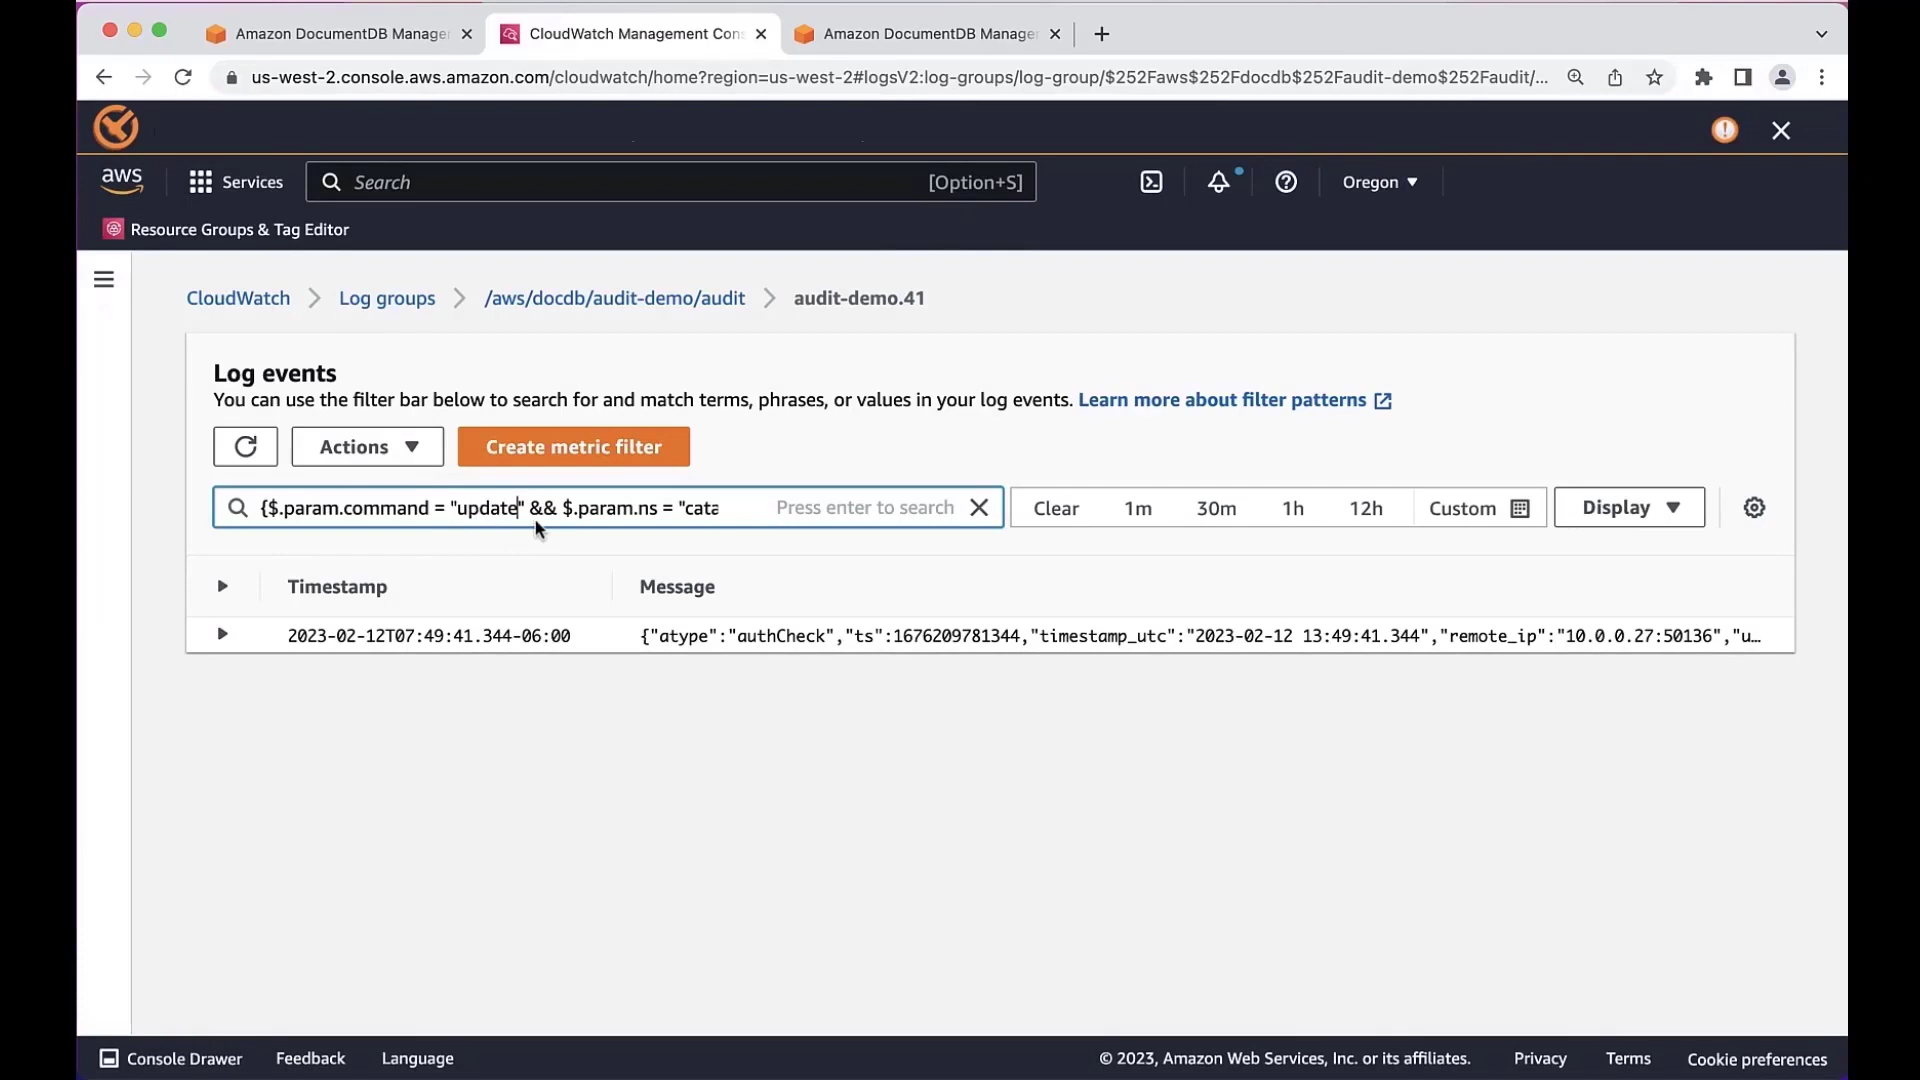 Amazon DocumentDB Manage
CloudWatch Management Con
Amazon DocumentDB Manage
us-west-2.console.aws.amazon.com/cloudwatch/home?region=us-west-2#logsV2:log-groups/log-group/$252Faws$252Fdocdb$252Faudit-demo$252Faudit/...
aws
Services
Search
[Option+S]
Oregon
Resource Groups & Tag Editor
CloudWatch
Log groups
/aws/docdb/audit-demo/audit
audit-demo.41
Log events
You can use the filter bar below to search for and match terms, phrases, or values in your log events. Learn more about filter patterns
Actions
Create metric filter
{$.param.command = "update" && $.param.ns = "cata
Press enter to search
Clear
1m
30m
1h
12h
Custom
Display
Timestamp
Message
2023-02-12T07:49:41.344-06:00
{"atype":"authCheck","ts":1676209781344,"timestamp_utc":"2023-02-12 13:49:41.344","remote_ip":"10.0.0.27:50136","u…
Console Drawer
Feedback
Language
© 2023, Amazon Web Services, Inc. or its affiliates.
Privacy
Terms
Cookie preferences